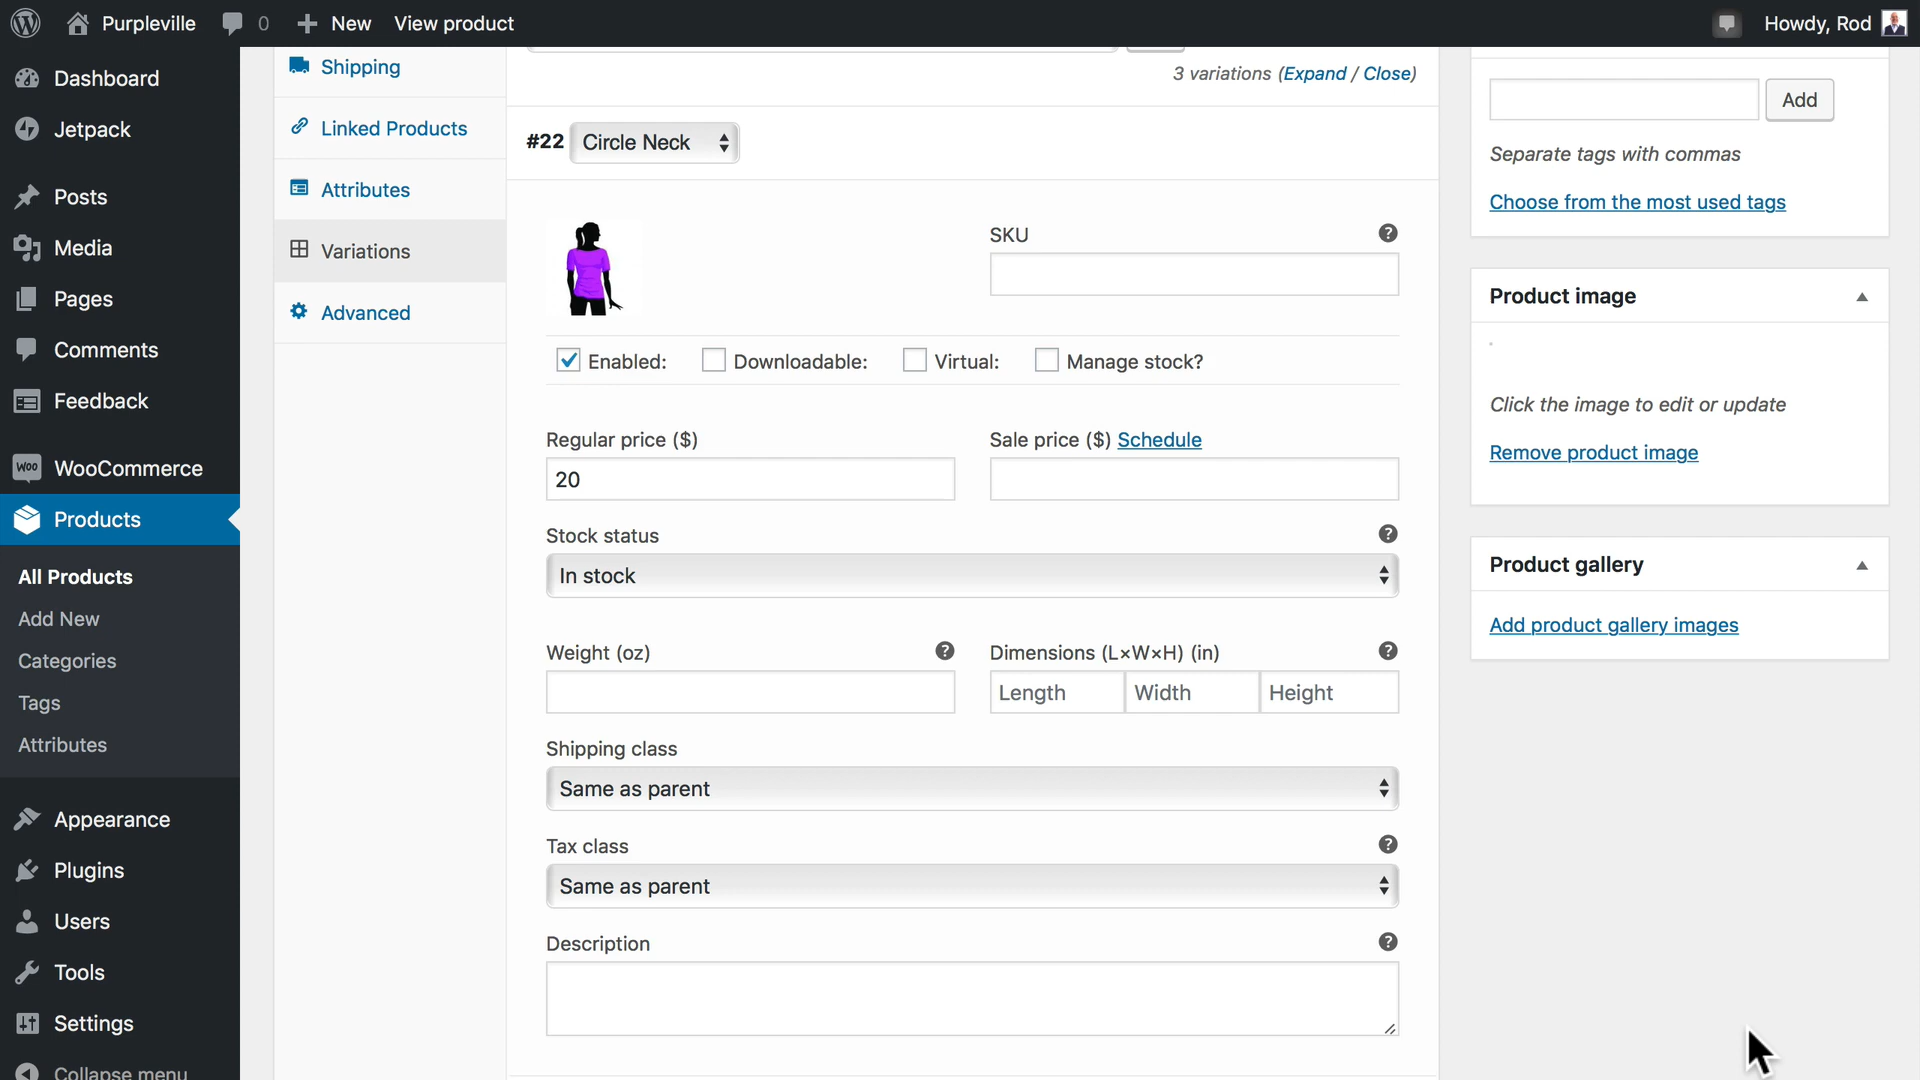 Purpleville 0 New View product Howdy, Rod
Dashboard
Jetpack
Posts
Media
Pages
Comments
Feedback
WOO WooCommerce
Products
All Products
Add New
Categories
Tags
Attributes
Appearance
Plugins
Users
Tools
Settings
Collapse menu
Shipping
Linked Products
Attributes
Variations
Advanced
3 variations (Expand / Close)
#22 Circle Neck
SKU
Enabled: Downloadable: Virtual: Manage stock?
Regular price ($) Sale price ($) Schedule
20
Stock status
In stock
Weight (oz) Dimensions (L×W×H) (in)
Length Width Height
Shipping class
Same as parent
Tax class
Same as parent
Description
Add
Separate tags with commas
Choose from the most used tags
Product image
Click the image to edit or update
Remove product image
Product gallery
Add product gallery images